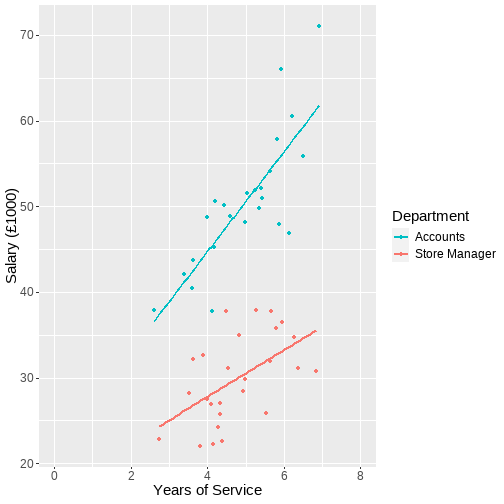 70
60
50
40
30
20
Salary (£1000)
0 2 4 6 8
Years of Service
Department
Accounts
Store Manager